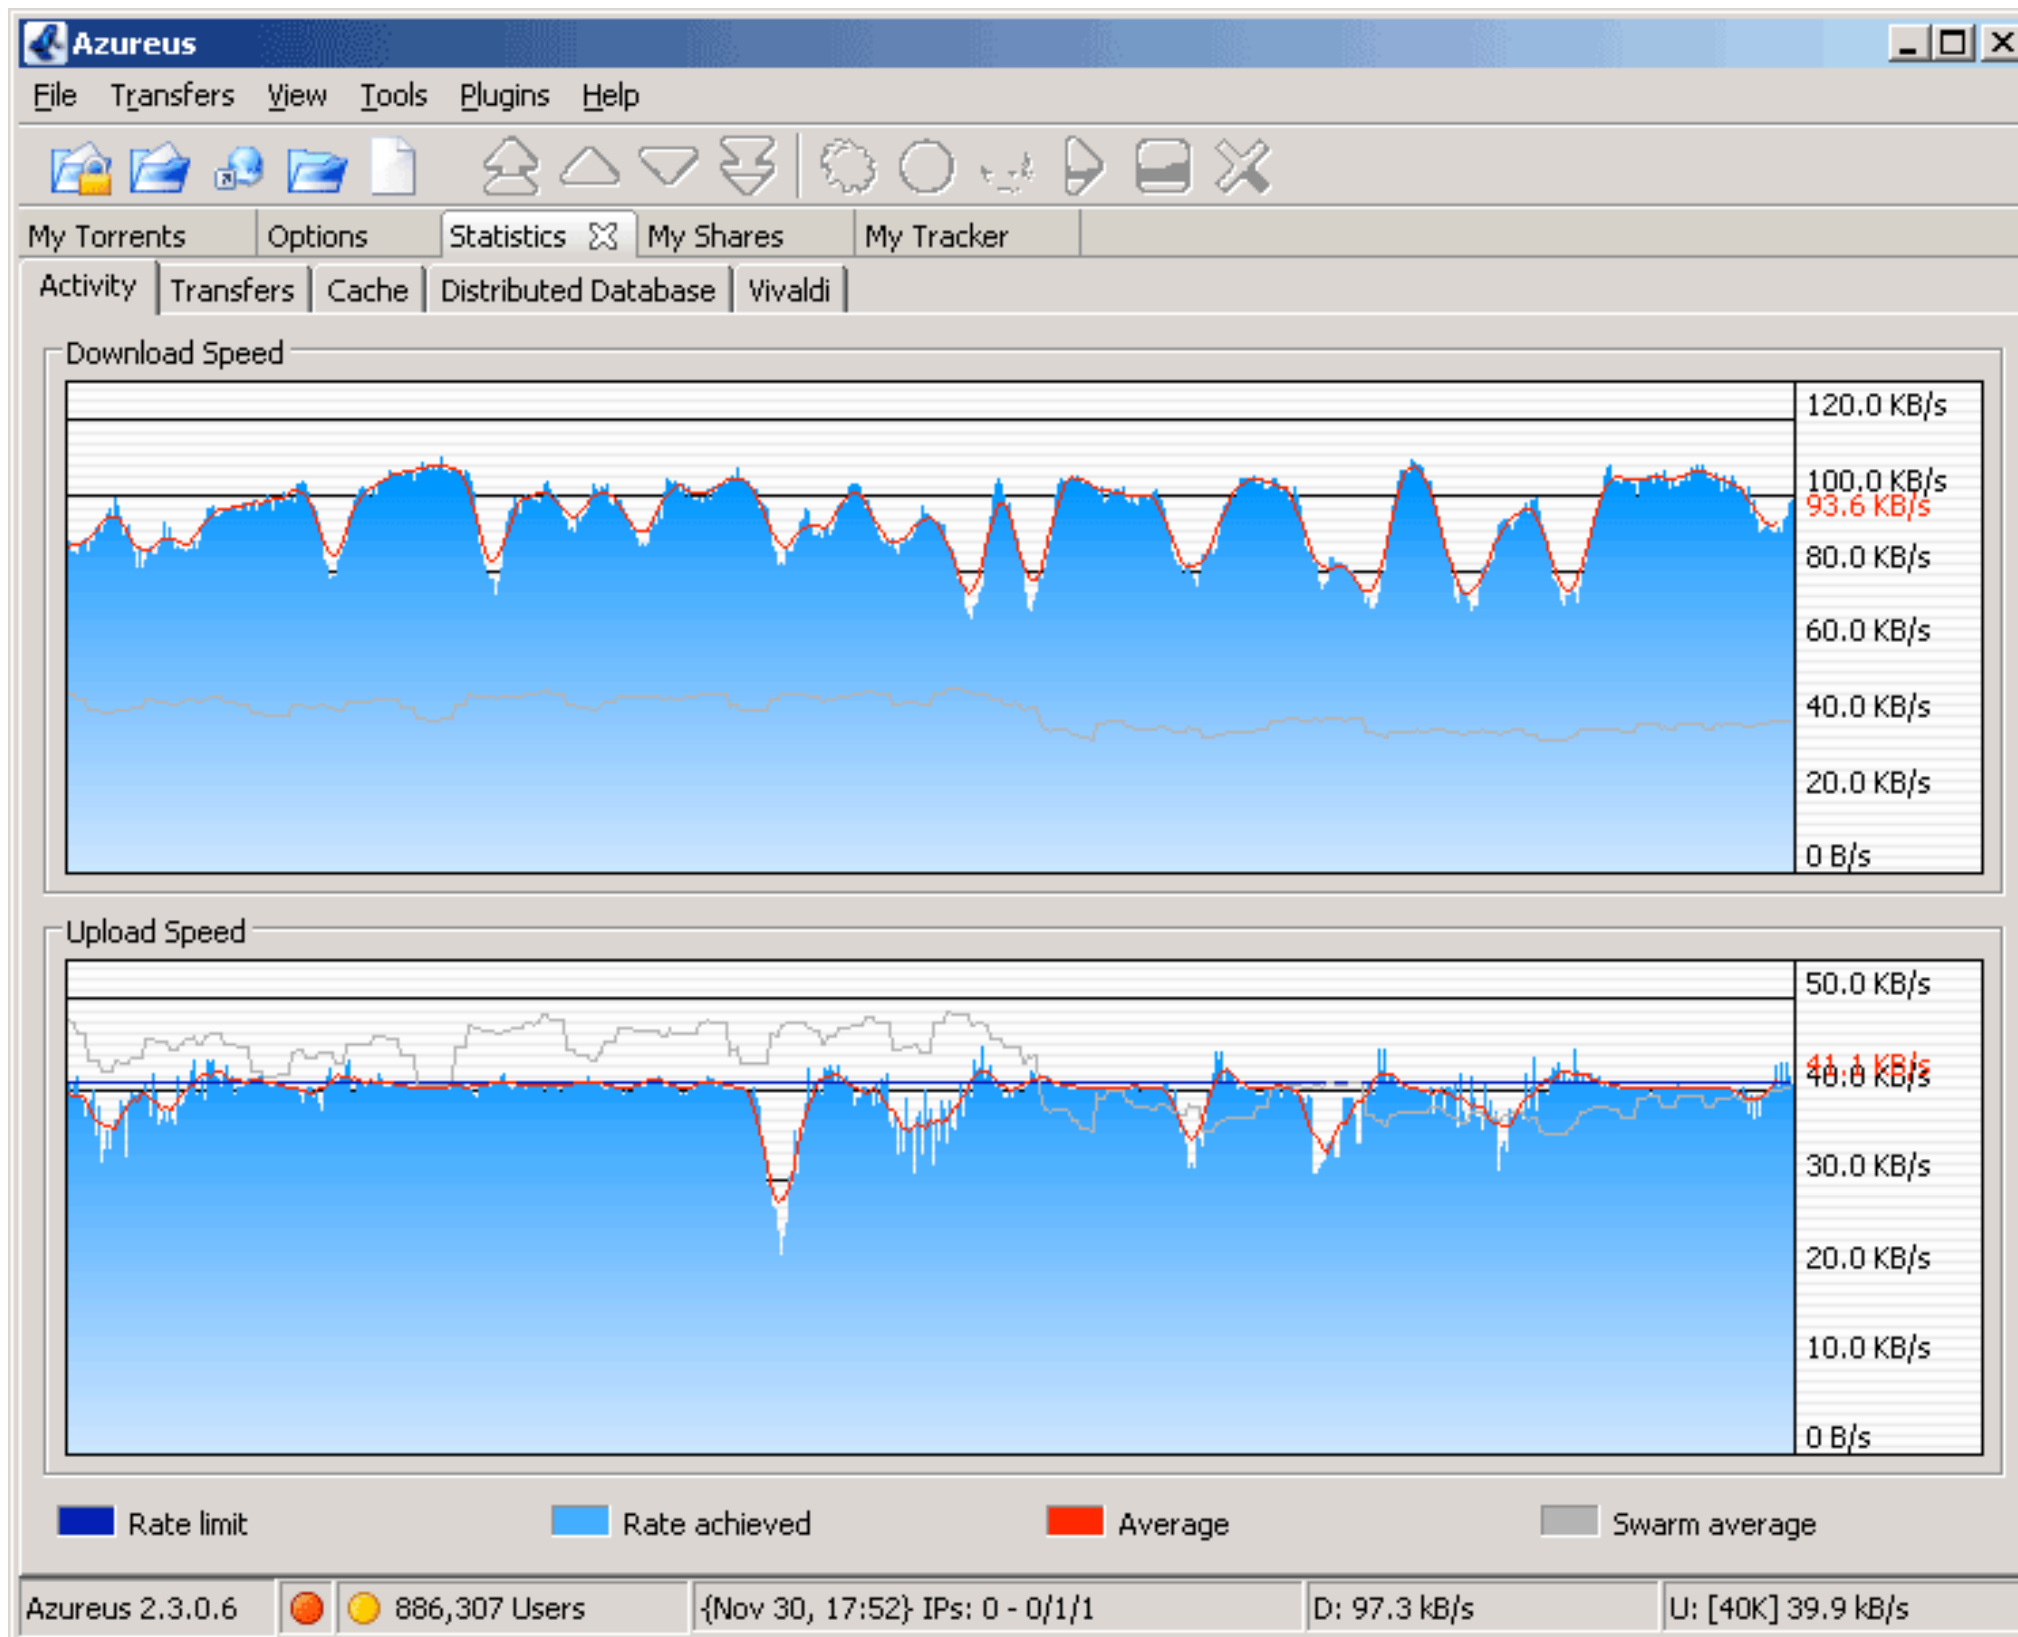 Azureus
File Transfers View Tools Plugins Help
My Torrents Options Statistics My Shares My Tracker
Activity Transfers Cache Distributed Database Vivaldi
Download Speed
120.0 KB/s
100.0 KB/s
93.6 KB/s
80.0 KB/s
60.0 KB/s
40.0 KB/s
20.0 KB/s
0 B/s
Upload Speed
50.0 KB/s
41.1 KB/s
40.0 KB/s
30.0 KB/s
20.0 KB/s
10.0 KB/s
0 B/s
Rate limit Rate achieved Average Swarm average
Azureus 2.3.0.6 886,307 Users {Nov 30, 17:52} IPs: 0 - 0/1/1 D: 97.3 kB/s U: [40K] 39.9 kB/s